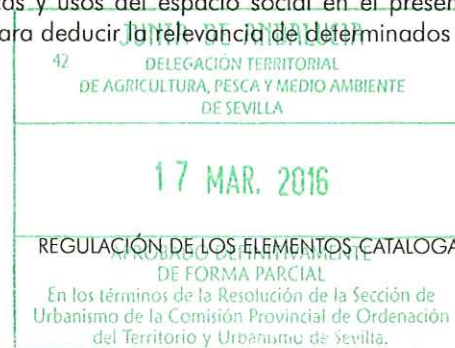 os y usos del espacio social en el presen
ara deducir la relevancia de determinados
JUNTA DE ANDALUCIA
42 DELEGACIÓN TERRITORIAL
DE AGRICULTURA, PESCA Y MEDIO AMBIENTE
DE SEVILLA
17 MAR. 2016
REGULACIÓN DE LOS ELEMENTOS CATALOGA
APROBADO DEFINITIVAMENTE
DE FORMA PARCIAL
En los términos de la Resolución de la Sección de
Urbanismo de la Comisión Provincial de Ordenación
del Territorio y Urbanismo de Sevilla.